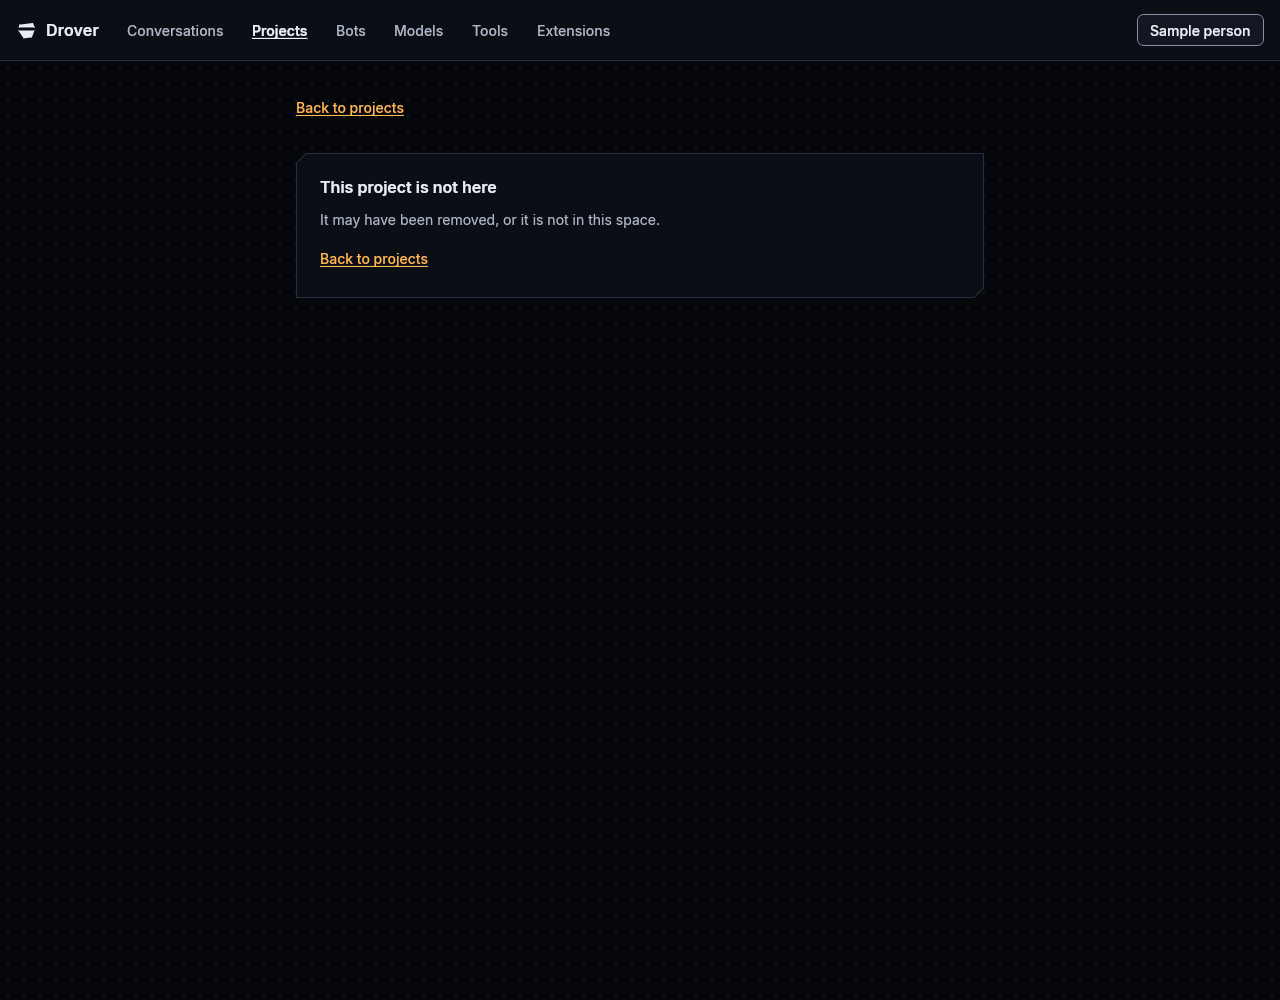 Drover Conversations Projects Bots Models Tools Extensions Sample person
Back to projects
This project is not here
It may have been removed, or it is not in this space.
Back to projects